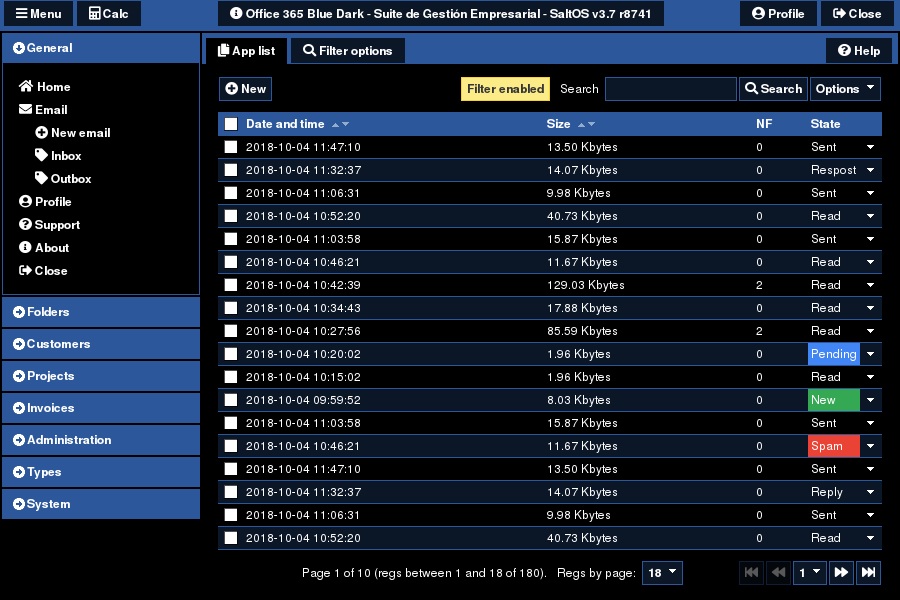 Menu Calc Office 365 Blue Dark - Suite de Gestión Empresarial - SaltOS v3.7 r8741 Profile Close
General
Home
Email
New email
Inbox
Outbox
Profile
Support
About
Close
Folders
Customers
Projects
Invoices
Administration
Types
System
App list Filter options Help
New Filter enabled Search Search Options
Date and time Size NF State
2018-10-04 11:47:10 13.50 Kbytes 0 Sent
2018-10-04 11:32:37 14.07 Kbytes 0 Respost
2018-10-04 11:06:31 9.98 Kbytes 0 Sent
2018-10-04 10:52:20 40.73 Kbytes 0 Read
2018-10-04 11:03:58 15.87 Kbytes 0 Sent
2018-10-04 10:46:21 11.67 Kbytes 0 Read
2018-10-04 10:42:39 129.03 Kbytes 2 Read
2018-10-04 10:34:43 17.88 Kbytes 0 Read
2018-10-04 10:27:56 85.59 Kbytes 2 Read
2018-10-04 10:20:02 1.96 Kbytes 0 Pending
2018-10-04 10:15:02 1.96 Kbytes 0 Read
2018-10-04 09:59:52 8.03 Kbytes 0 New
2018-10-04 11:03:58 15.87 Kbytes 0 Sent
2018-10-04 10:46:21 11.67 Kbytes 0 Spam
2018-10-04 11:47:10 13.50 Kbytes 0 Sent
2018-10-04 11:32:37 14.07 Kbytes 0 Reply
2018-10-04 11:06:31 9.98 Kbytes 0 Sent
2018-10-04 10:52:20 40.73 Kbytes 0 Read
Page 1 of 10 (regs between 1 and 18 of 180). Regs by page: 18 1